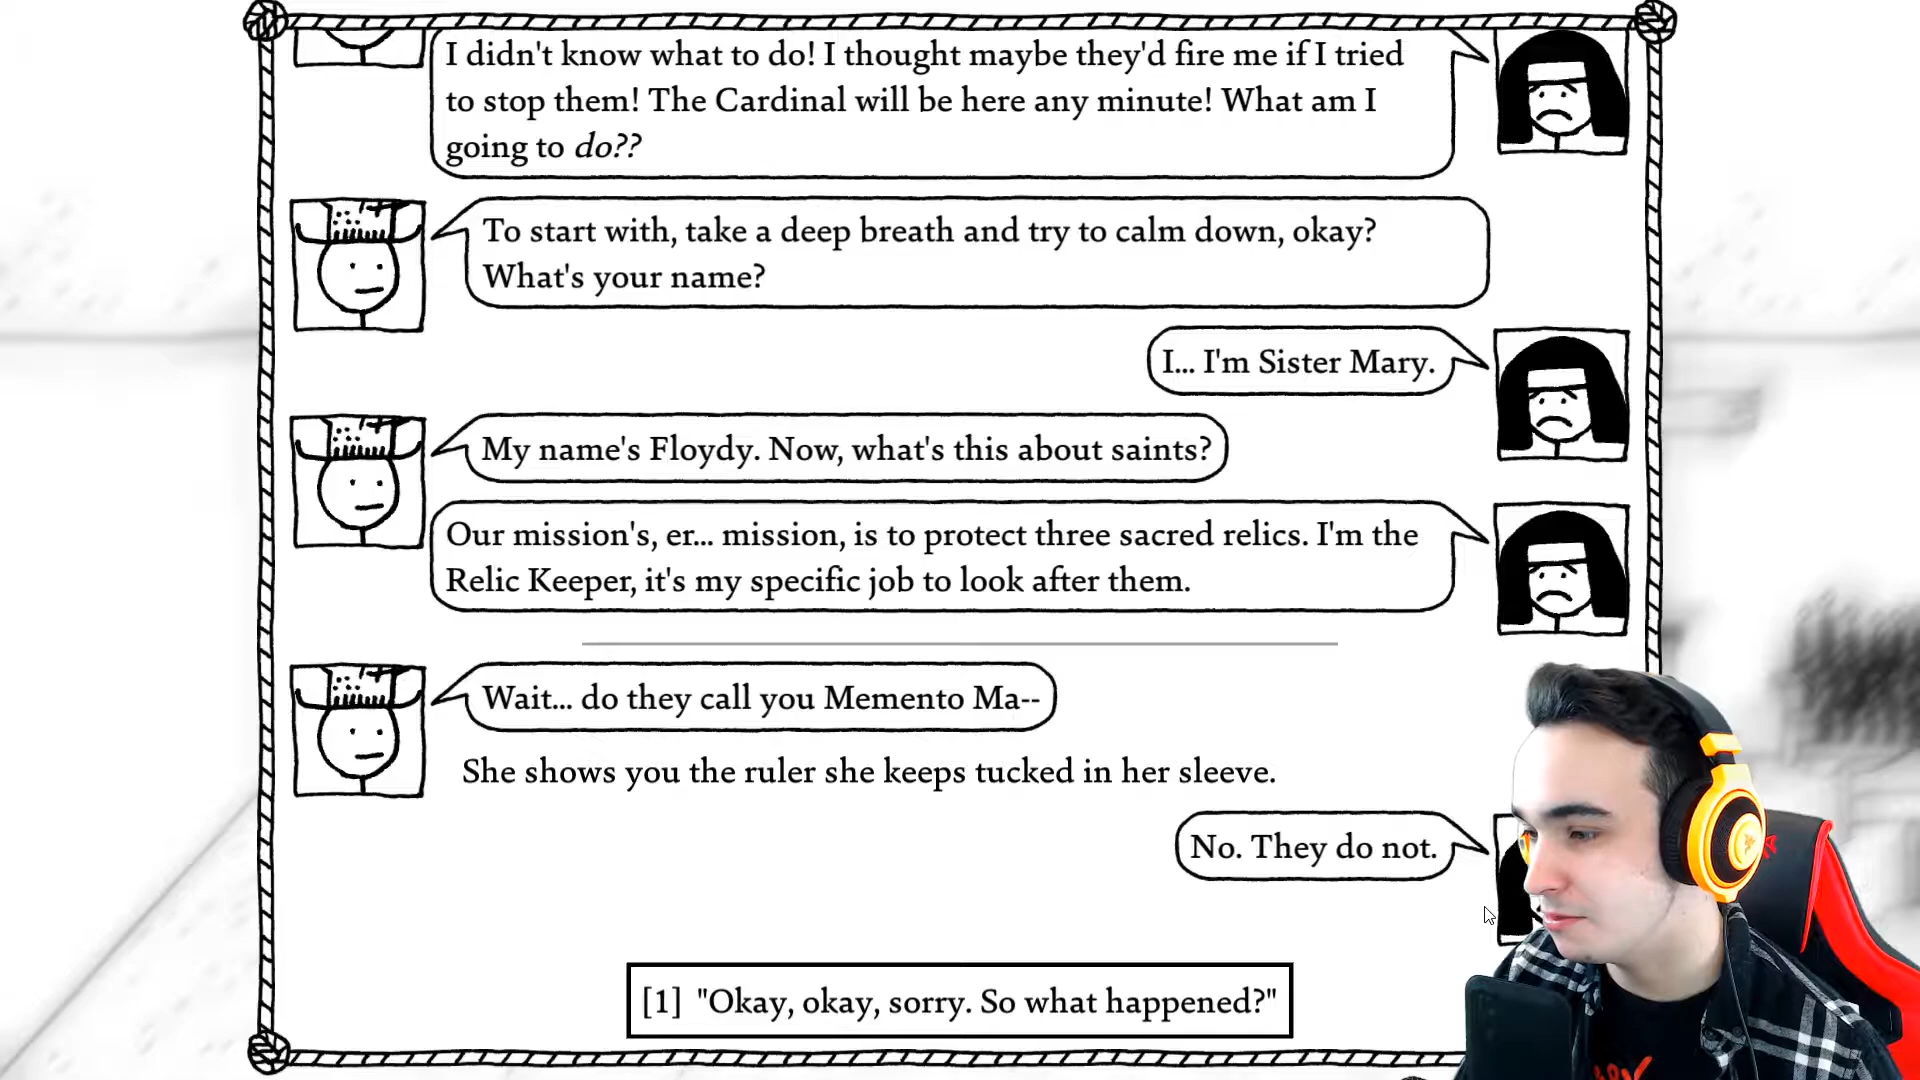 I didn't know what to do! I thought maybe they'd fire me if I tried
to stop them! The Cardinal will be here any minute! What am I
going to do??
To start with, take a deep breath and try to calm down, okay?
What's your name?
I... I'm Sister Mary.
My name's Floydy. Now, what's this about saints?
Our mission's, er... mission, is to protect three sacred relics. I'm the
Relic Keeper, it's my specific job to look after them.
Wait... do they call you Memento Ma--
She shows you the ruler she keeps tucked in her sleeve.
No. They do not.
[1] "Okay, okay, sorry. So what happened?"